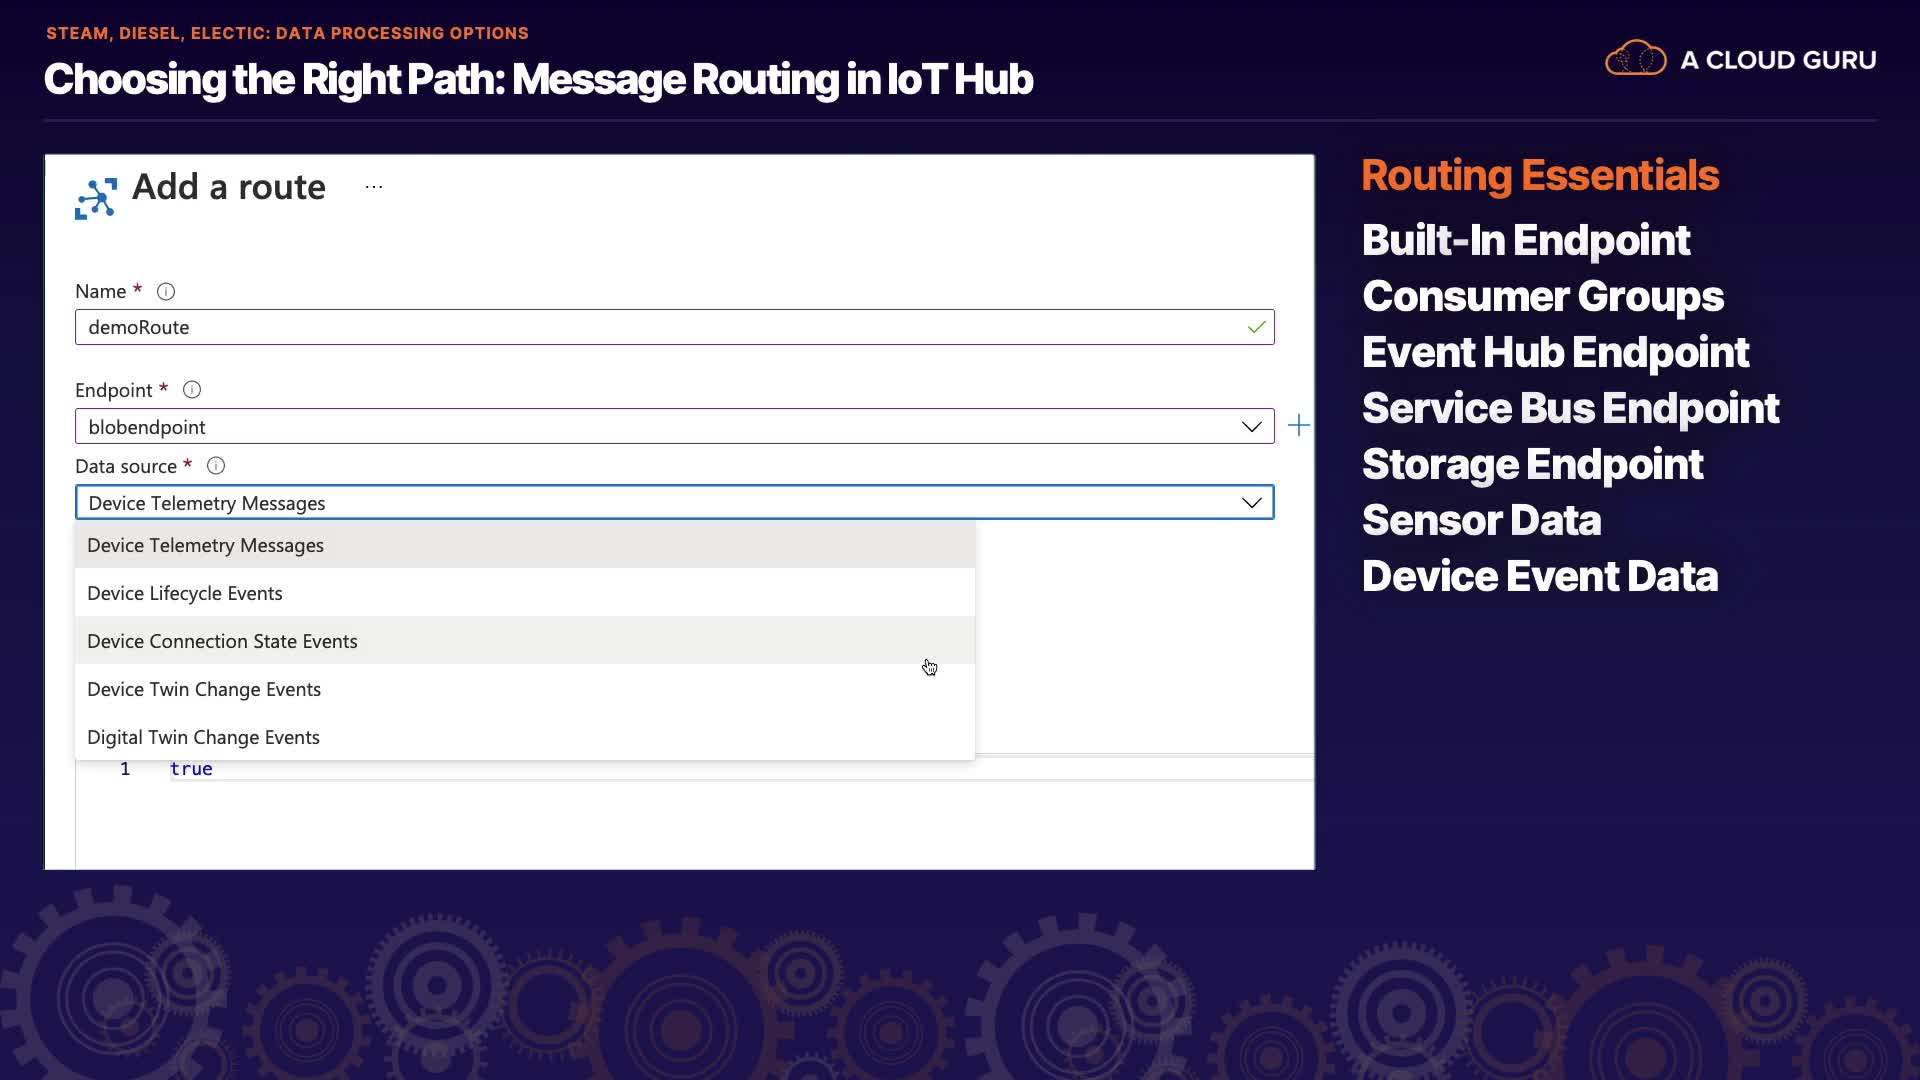 STEAM, DIESEL, ELECTIC: DATA PROCESSING OPTIONS
Choosing the Right Path: Message Routing in IoT Hub
A CLOUD GURU
Add a route ...
Name *
demoRoute
Endpoint *
blobendpoint
Data source *
Device Telemetry Messages
Device Telemetry Messages
Device Lifecycle Events
Device Connection State Events
Device Twin Change Events
Digital Twin Change Events
1 true
Routing Essentials
Built-In Endpoint
Consumer Groups
Event Hub Endpoint
Service Bus Endpoint
Storage Endpoint
Sensor Data
Device Event Data